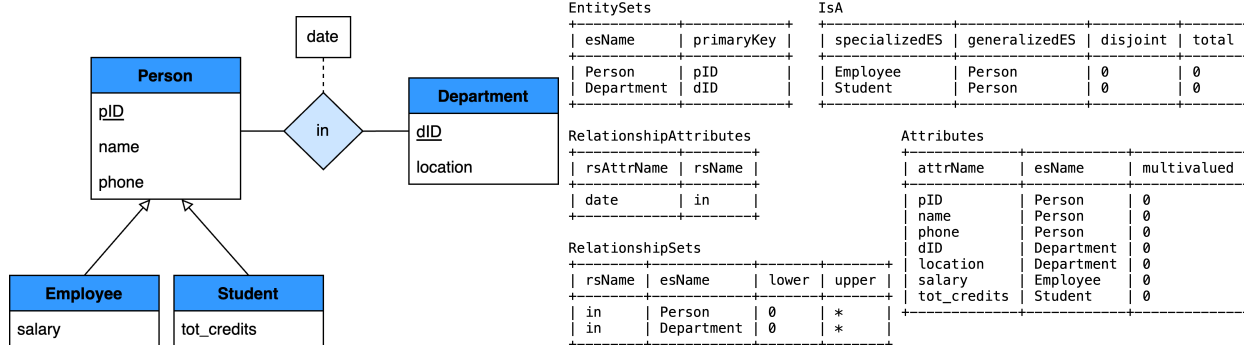 date
Person
pID
name
phone
in
Department
dID
location
Employee
salary
Student
tot_credits
EntitySets
+----------+------------+
| esName | primaryKey |
+----------+------------+
| Person | pID |
| Department | dID |
+----------+------------+
IsA
+---------------+---------------+----------+-------+
| specializedES | generalizedES | disjoint | total
+---------------+---------------+----------+-------+
| Employee | Person | 0 | 0
| Student | Person | 0 | 0
+---------------+---------------+----------+-------+
RelationshipAttributes
+------------+--------+
| rsAttrName | rsName |
+------------+--------+
| date | in |
+------------+--------+
Attributes
+-------------+------------+-------------+
| attrName | esName | multivalued
+-------------+------------+-------------+
| pID | Person | 0
| name | Person | 0
| phone | Person | 0
| dID | Department | 0
| location | Department | 0
| salary | Employee | 0
| tot_credits | Student | 0
+-------------+------------+-------------+
RelationshipSets
+--------+------------+-------+-------+
| rsName | esName | lower | upper |
+--------+------------+-------+-------+
| in | Person | 0 | * |
| in | Department | 0 | * |
+--------+------------+-------+-------+